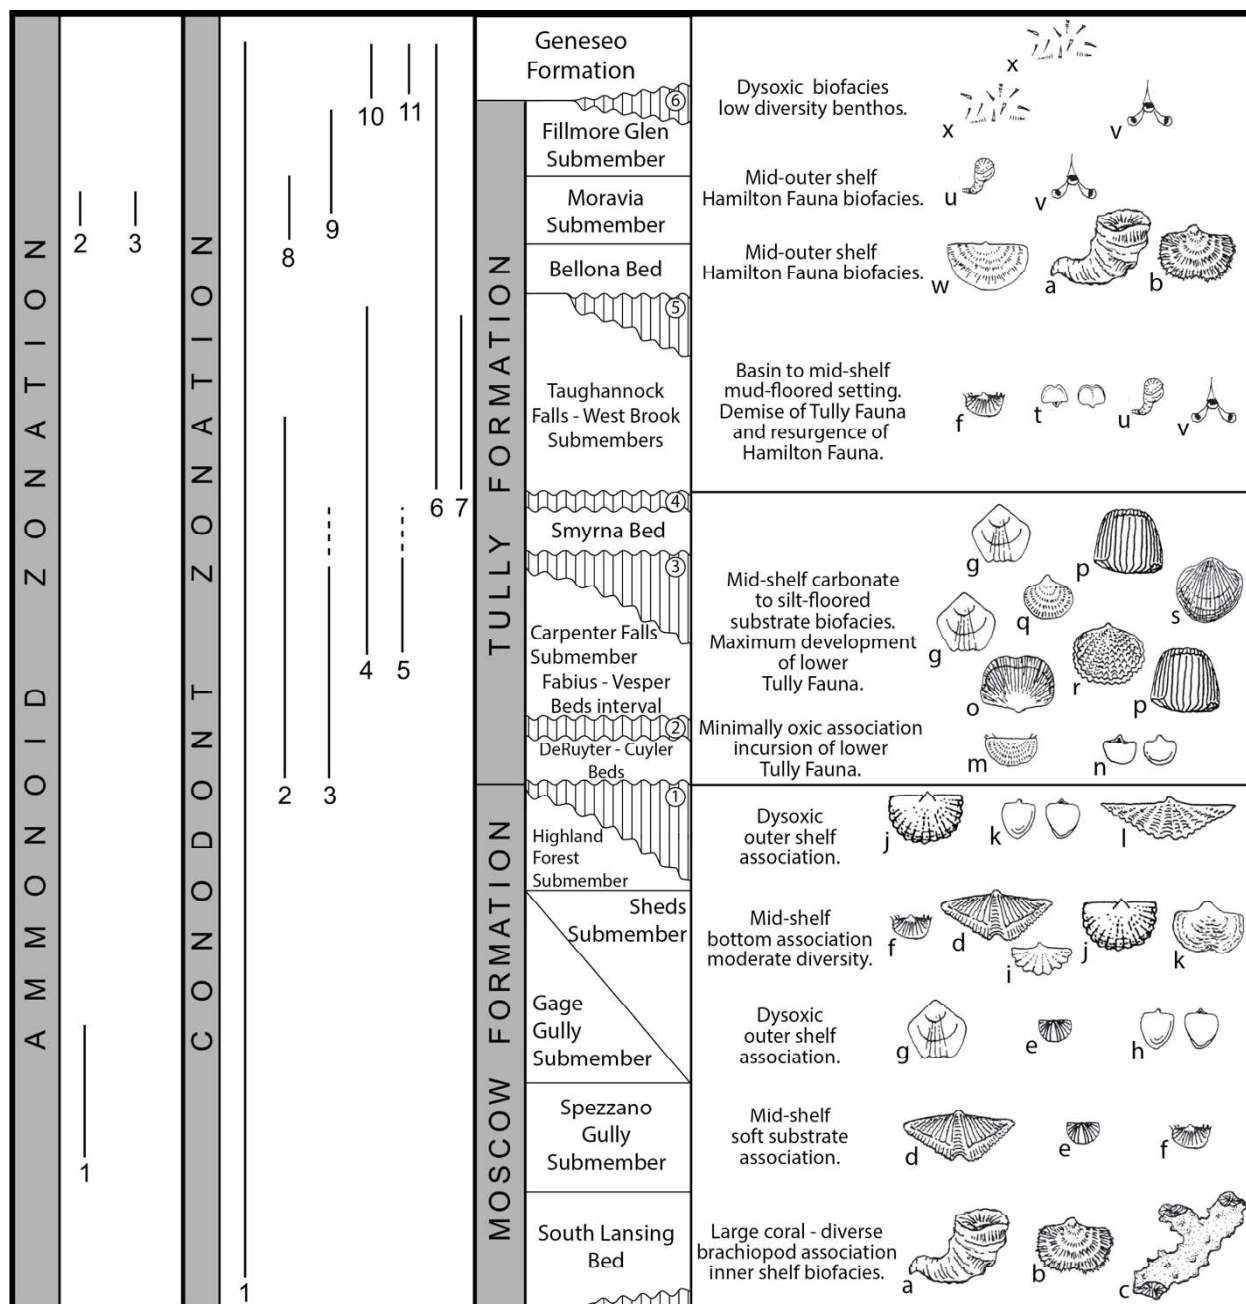 AMMONOID ZONATION
1
2
3
CONODONT ZONATION
1
2
3
4
5
6
7
8
9
10
11
TULLY FORMATION
MOSCOW FORMATION
Geneseo
Formation
6
Fillmore Glen
Submember
Moravia
Submember
Bellona Bed
5
Taughannock
Falls - West Brook
Submembers
4
Smyrna Bed
3
Carpenter Falls
Submember
Fabius - Vesper
Beds interval
2
DeRuyter - Cuyler
Beds
1
Highland
Forest
Submember
Sheds
Submember
Gage
Gully
Submember
Spezzano
Gully
Submember
South Lansing
Bed
x
Dysoxic biofacies
low diversity benthos.
x
v
Mid-outer shelf
Hamilton Fauna biofacies.
u
v
Mid-outer shelf
Hamilton Fauna biofacies.
w
a
b
Basin to mid-shelf
mud-floored setting.
Demise of Tully Fauna
and resurgence of
Hamilton Fauna.
f
t
u
v
Mid-shelf carbonate
to silt-floored
substrate biofacies.
Maximum development
of lower
Tully Fauna.
g
p
q
s
g
r
o
p
Minimally oxic association
incursion of lower
Tully Fauna.
m
n
Dysoxic
outer shelf
association.
j
k
l
Mid-shelf
bottom association
moderate diversity.
f
d
i
j
k
Dysoxic
outer shelf
association.
g
e
h
Mid-shelf
soft substrate
association.
d
e
f
Large coral - diverse
brachiopod association
inner shelf biofacies.
a
b
c